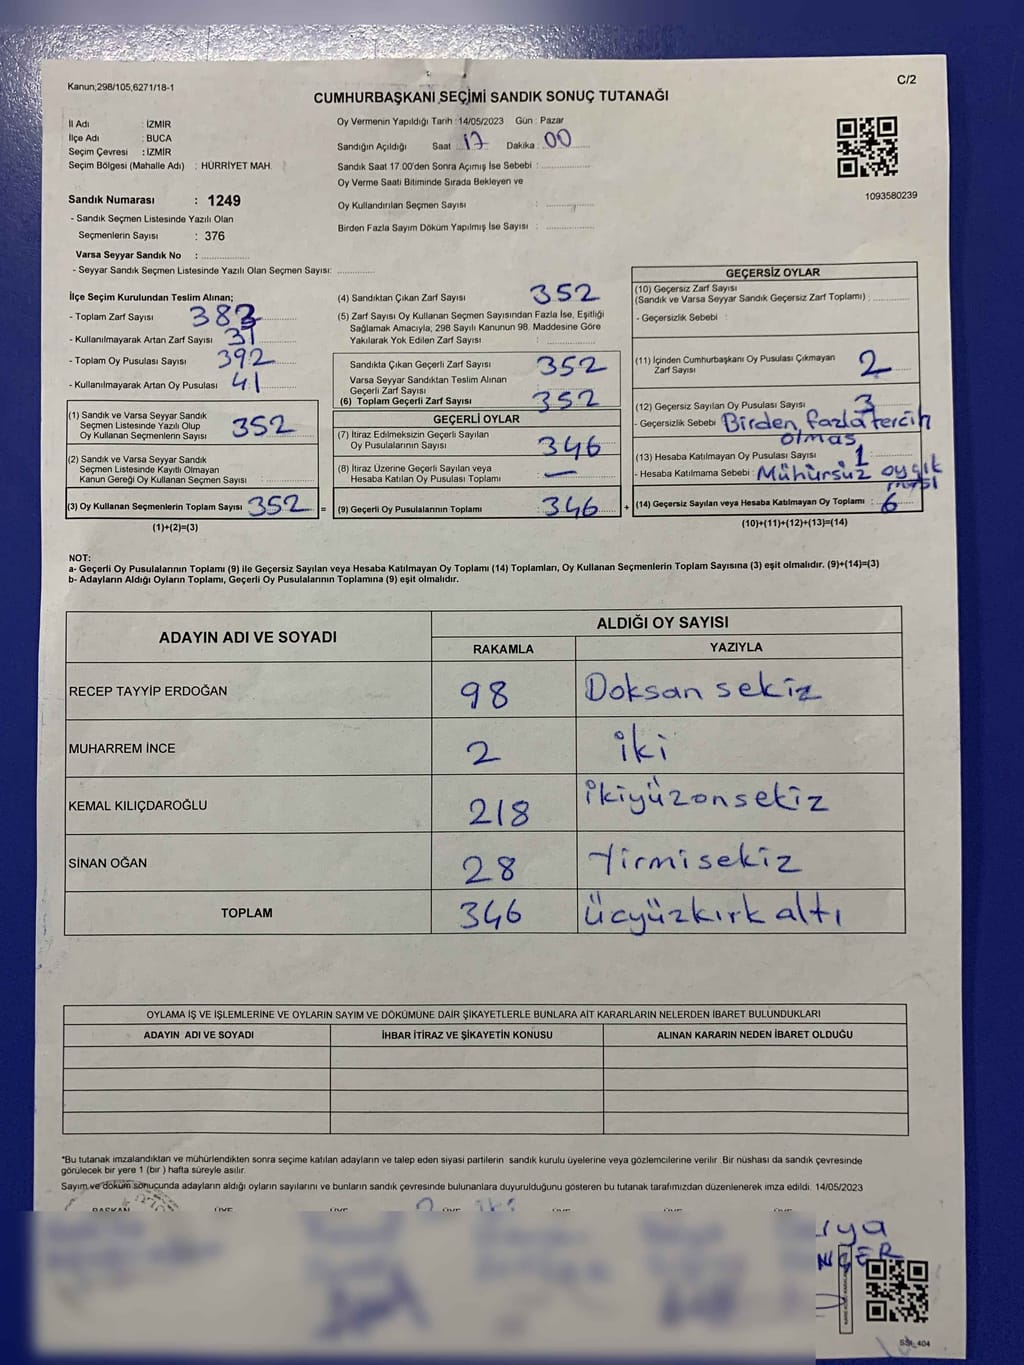 Kanun;298/105,6271/18-1
C/2
CUMHURBAŞKANI SEÇİMİ SANDIK SONUÇ TUTANAĞI
İl Adı : İZMİR
İlçe Adı : BUCA
Seçim Çevresi : İZMİR
Seçim Bölgesi (Mahalle Adı) : HÜRRİYET MAH.
Sandık Numarası : 1249
- Sandık Seçmen Listesinde Yazılı Olan
Seçmenlerin Sayısı : 376
Varsa Seyyar Sandık No :
- Seyyar Sandık Seçmen Listesinde Yazılı Olan Seçmen Sayısı:
Oy Vermenin Yapıldığı Tarih :14/05/2023 Gün : Pazar
Sandığın Açıldığı Saat 17 Dakika : 00
Sandık Saat 17.00'den Sonra Açımış İse Sebebi :
Oy Verme Saati Bitiminde Sırada Bekleyen ve
Oy Kullandırılan Seçmen Sayısı :
Birden Fazla Sayım Döküm Yapılmış İse Sayısı :
1093580239
İlçe Seçim Kurulundan Teslim Alınan;
- Toplam Zarf Sayısı 383
- Kullanılmayarak Artan Zarf Sayısı 31
- Toplam Oy Pusulası Sayısı 392
- Kullanılmayarak Artan Oy Pusulası 41
(1) Sandık ve Varsa Seyyar Sandık
Seçmen Listesinde Yazılı Olup
Oy Kullanan Seçmenlerin Sayısı 352
(2) Sandık ve Varsa Seyyar Sandık
Seçmen Listesinde Kayıtlı Olmayan
Kanun Gereği Oy Kullanan Seçmen Sayısı :
(3) Oy Kullanan Seçmenlerin Toplam Sayısı 352 =
(1)+(2)=(3)
(4) Sandıktan Çıkan Zarf Sayısı 352
(5) Zarf Sayısı Oy Kullanan Seçmen Sayısından Fazla İse, Eşitliği
Sağlamak Amacıyla, 298 Sayılı Kanunun 98. Maddesine Göre
Yakılarak Yok Edilen Zarf Sayısı :
Sandıkta Çıkan Geçerli Zarf Sayısı 352
Varsa Seyyar Sandıktan Teslim Alınan
Geçerli Zarf Sayısı
(6) Toplam Geçerli Zarf Sayısı 352
GEÇERLİ OYLAR
(7) İtiraz Edilmeksizin Geçerli Sayılan
Oy Pusulasının Sayısı 346
(8) İtiraz Üzerine Geçerli Sayılan veya
Hesaba Katılan Oy Pusulası Toplamı : —
(9) Geçerli Oy Pusulalarının Toplamı : 346 +
GEÇERSİZ OYLAR
(10) Geçersiz Zarf Sayısı
(Sandık ve Varsa Seyyar Sandık Geçersiz Zarf Toplamı) :
- Geçersizlik Sebebi :
(11) İçinden Cumhurbaşkanı Oy Pusulası Çıkmayan
Zarf Sayısı 2
(12) Geçersiz Sayılan Oy Pusulası Sayısı 3
- Geçersizlik Sebebi Birden fazla tercih
olması
(13) Hesaba Katılmayan Oy Pusulası Sayısı 1
- Hesaba Katılmama Sebebi : Mühürsüz oy çık
ması
(14) Geçersiz Sayılan veya Hesaba Katılmayan Oy Toplamı : 6
(10)+(11)+(12)+(13)=(14)
NOT:
a- Geçerli Oy Pusulalarının Toplamı (9) ile Geçersiz Sayılan veya Hesaba Katılmayan Oy Toplamı (14) Toplamları, Oy Kullanan Seçmenlerin Toplam Sayısına (3) eşit olmalıdır. (9)+(14)=(3)
b- Adayların Aldığı Oyların Toplamı, Geçerli Oy Pusulalarının Toplamına (9) eşit olmalıdır.
ADAYIN ADI VE SOYADI
ALDIĞI OY SAYISI
RAKAMLA YAZIYLA
RECEP TAYYİP ERDOĞAN 98 Doksan sekiz
MUHARREM İNCE 2 iki
KEMAL KILIÇDAROĞLU 218 ikiyüzonsekiz
SİNAN OĞAN 28 Yirmisekiz
TOPLAM 346 Üçyüzkırk altı
OYLAMA İŞ VE İŞLEMLERİNE VE OYLARIN SAYIM VE DÖKÜMÜNE DAİR ŞİKAYETLERLE BUNLARA AİT KARARLARIN NELERDEN İBARET BULUNDUKLARI
ADAYIN ADI VE SOYADI İHBAR İTİRAZ VE ŞİKAYETİN KONUSU ALINAN KARARIN NEDEN İBARET OLDUĞU
*Bu tutanak imzalandıktan ve mühürlendikten sonra seçime katılan adayların ve talep eden siyasi partilerin sandık kurulu üyelerine veya gözlemcilerine verilir. Bir nüshası da sandık çevresinde
görülecek bir yere 1 (bir ) hafta süreyle asılır.
Sayım ve döküm sonucunda adayların aldığı oyların sayılarını ve bunların sandık çevresinde bulunanlara duyurulduğunu gösteren bu tutanak tarafımızdan düzenlenerek imza edildi. 14/05/2023
BAŞKAN ÜYE ÜYE ÜYE ÜYE ÜYE